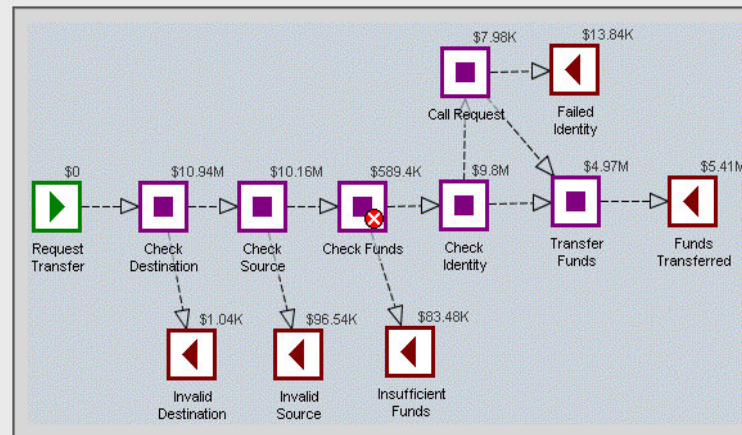 $7.98K
$13.84K
Call Request
Failed
Identity
$0
$10.94M
$10.16M
$589.4K
$9.8M
$4.97M
$5.41M
Request
Transfer
Check
Destination
Check
Source
Check Funds
Check
Identity
Transfer
Funds
Funds
Transferred
$1.04K
$96.54K
$83.48K
Invalid
Destination
Invalid
Source
Insufficient
Funds